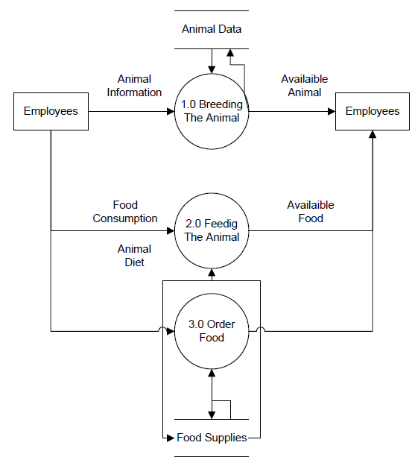 Animal Data
Animal
Information
Availaible
Animal
Employees
1.0 Breeding
The Animal
Employees
Food
Consumption
Availaible
Food
2.0 Feedig
The Animal
Animal
Diet
3.0 Order
Food
Food Supplies